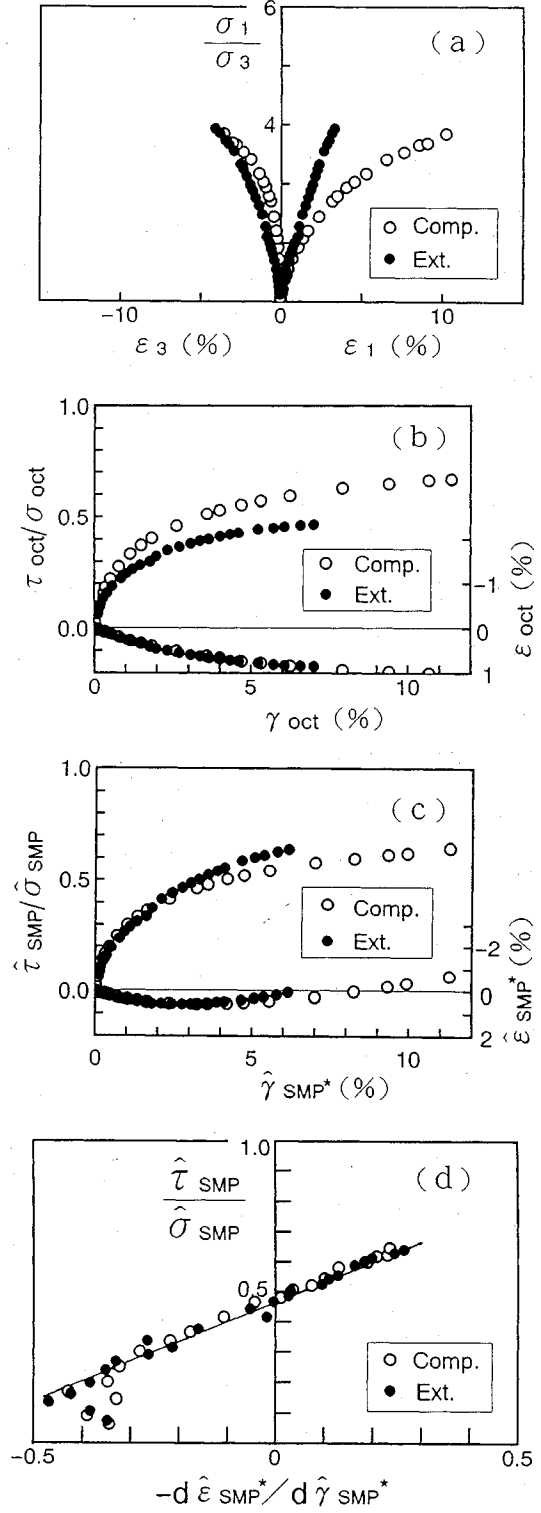 σ1/σ3
6
(a)
4
2
Comp.
Ext.
-10 0 10
ε3 (%) ε1 (%)
1.0
(b)
τoct/σoct
0.5
Comp.
Ext.
-1
0.0
0
εoct (%)
1
0 5 10
γoct (%)
1.0
(c)
τ̂SMP/σ̂SMP
0.5
Comp.
Ext.
-2
0.0
0
ε̂SMP* (%)
2
0 5 10
γ̂SMP* (%)
1.0
τ̂SMP
σ̂SMP
(d)
0.5
Comp.
Ext.
-0.5 0 0.5
-dε̂SMP*/dγ̂SMP*